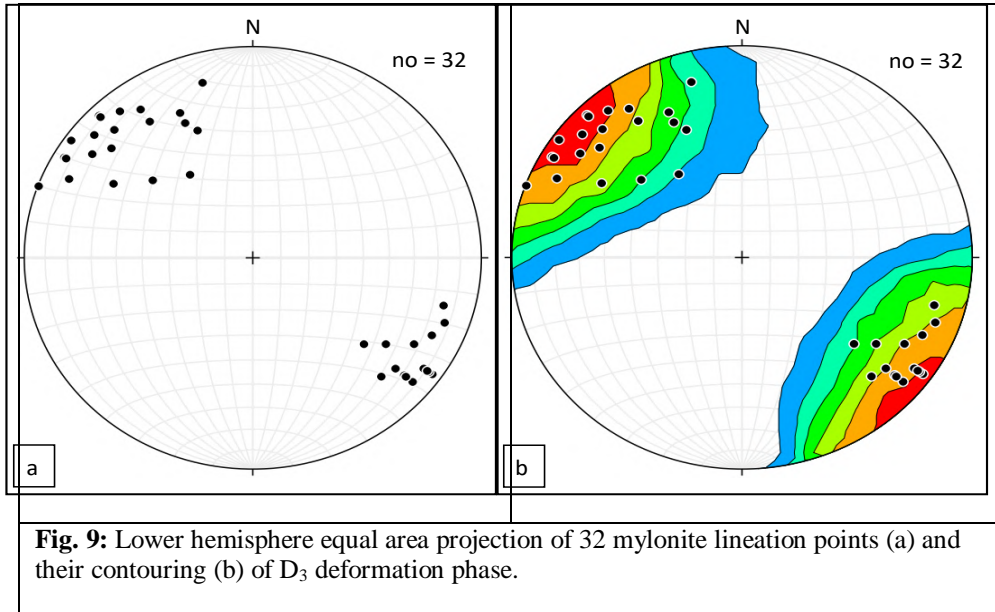 N
no = 32
a
N
no = 32
b
Fig. 9: Lower hemisphere equal area projection of 32 mylonite lineation points (a) and
their contouring (b) of D₃ deformation phase.